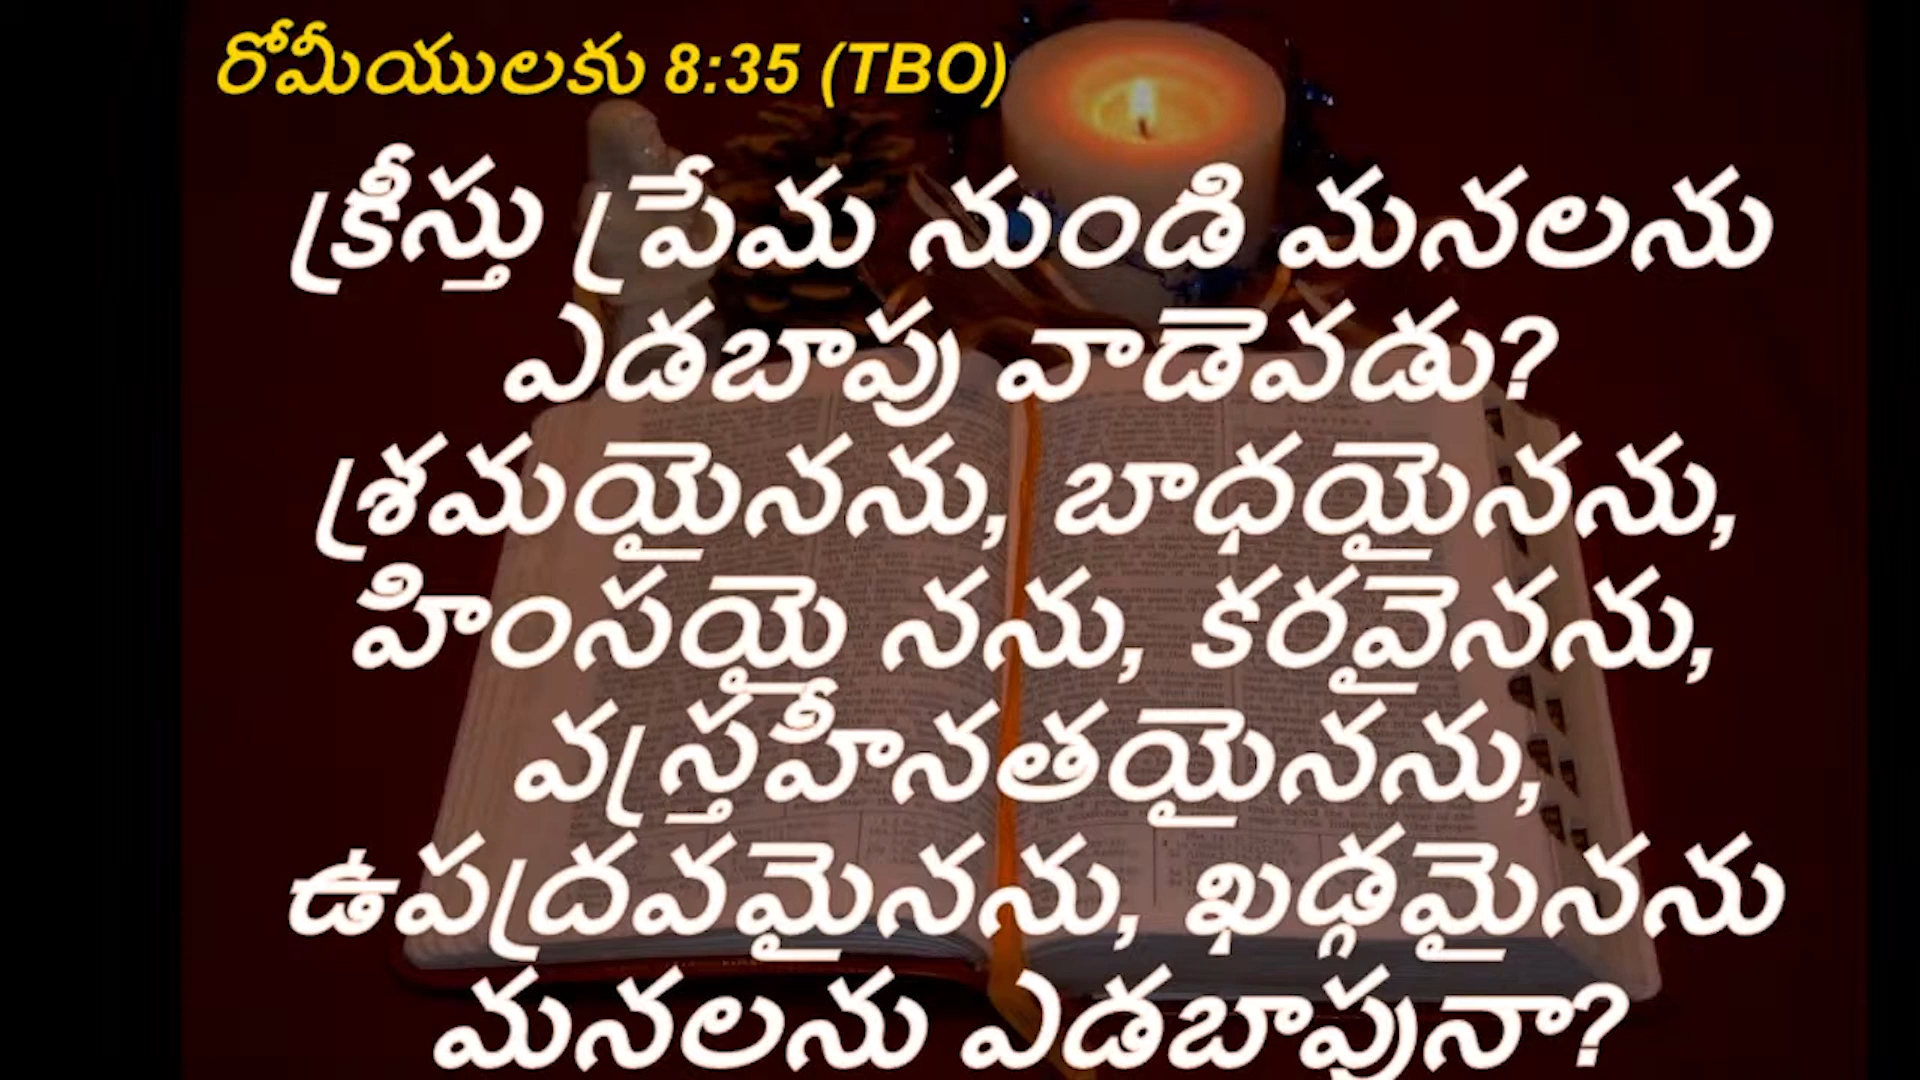 రోమీయులకు 8:35 (TBO)
క్రీస్తు ప్రేమ నుండి మనలను
ఎడబాపు వాడెవడు?
శ్రమయైనను, బాధయైనను,
హింసయై నను, కరవైనను,
వస్త్రహీనతయైనను,
ఉపద్రవమైనను, ఖడ్గమైనను
మనలను ఎడబాపునా?